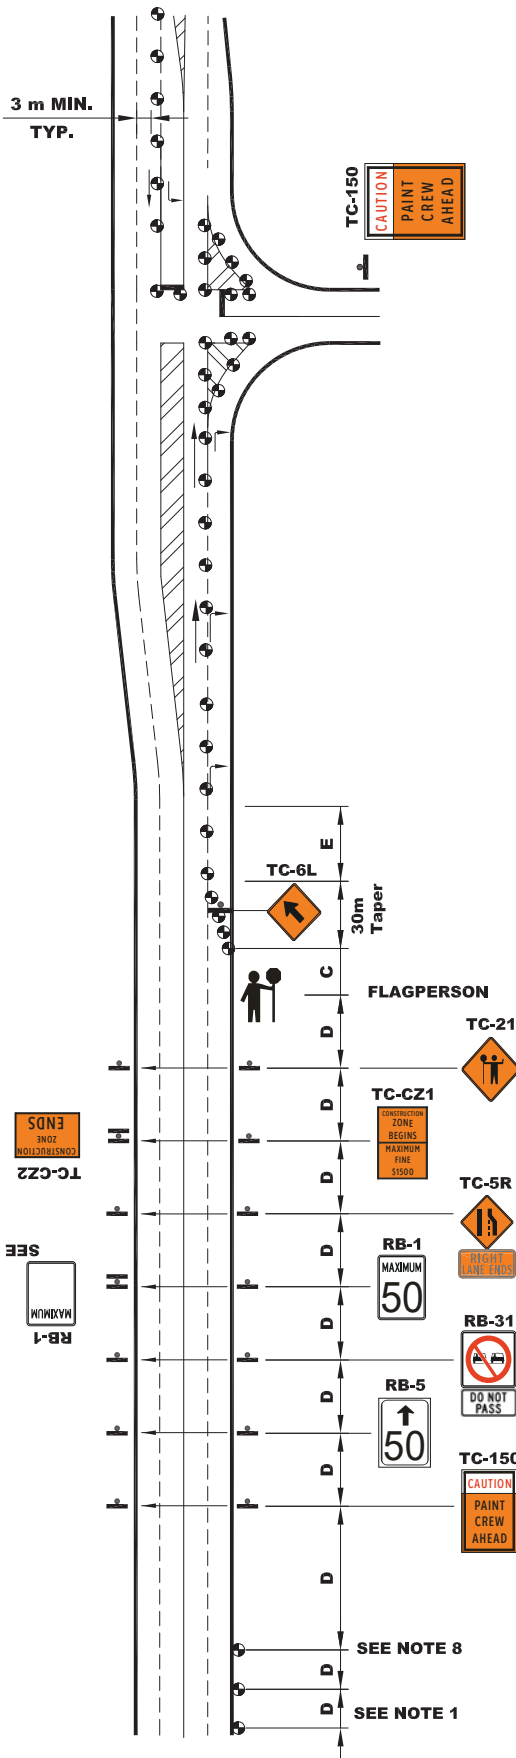 3 m MIN.
TYP.
TC-150
CAUTION
PAINT
CREW
AHEAD
E
TC-6L
30m
Taper
C
FLAGPERSON
D
TC-21
D
TC-CZ1
CONSTRUCTION
ZONE
BEGINS
MAXIMUM
FINE
$1500
CONSTRUCTION
ZONE
ENDS
TC-CZ2
D
TC-5R
RIGHT
LANE ENDS
D
RB-1
MAXIMUM
50
SEE
MAXIMUM
RB-1
D
RB-31
DO NOT
PASS
D
RB-5
50
D
TC-150
CAUTION
PAINT
CREW
AHEAD
D
SEE NOTE 8
D
D
SEE NOTE 1